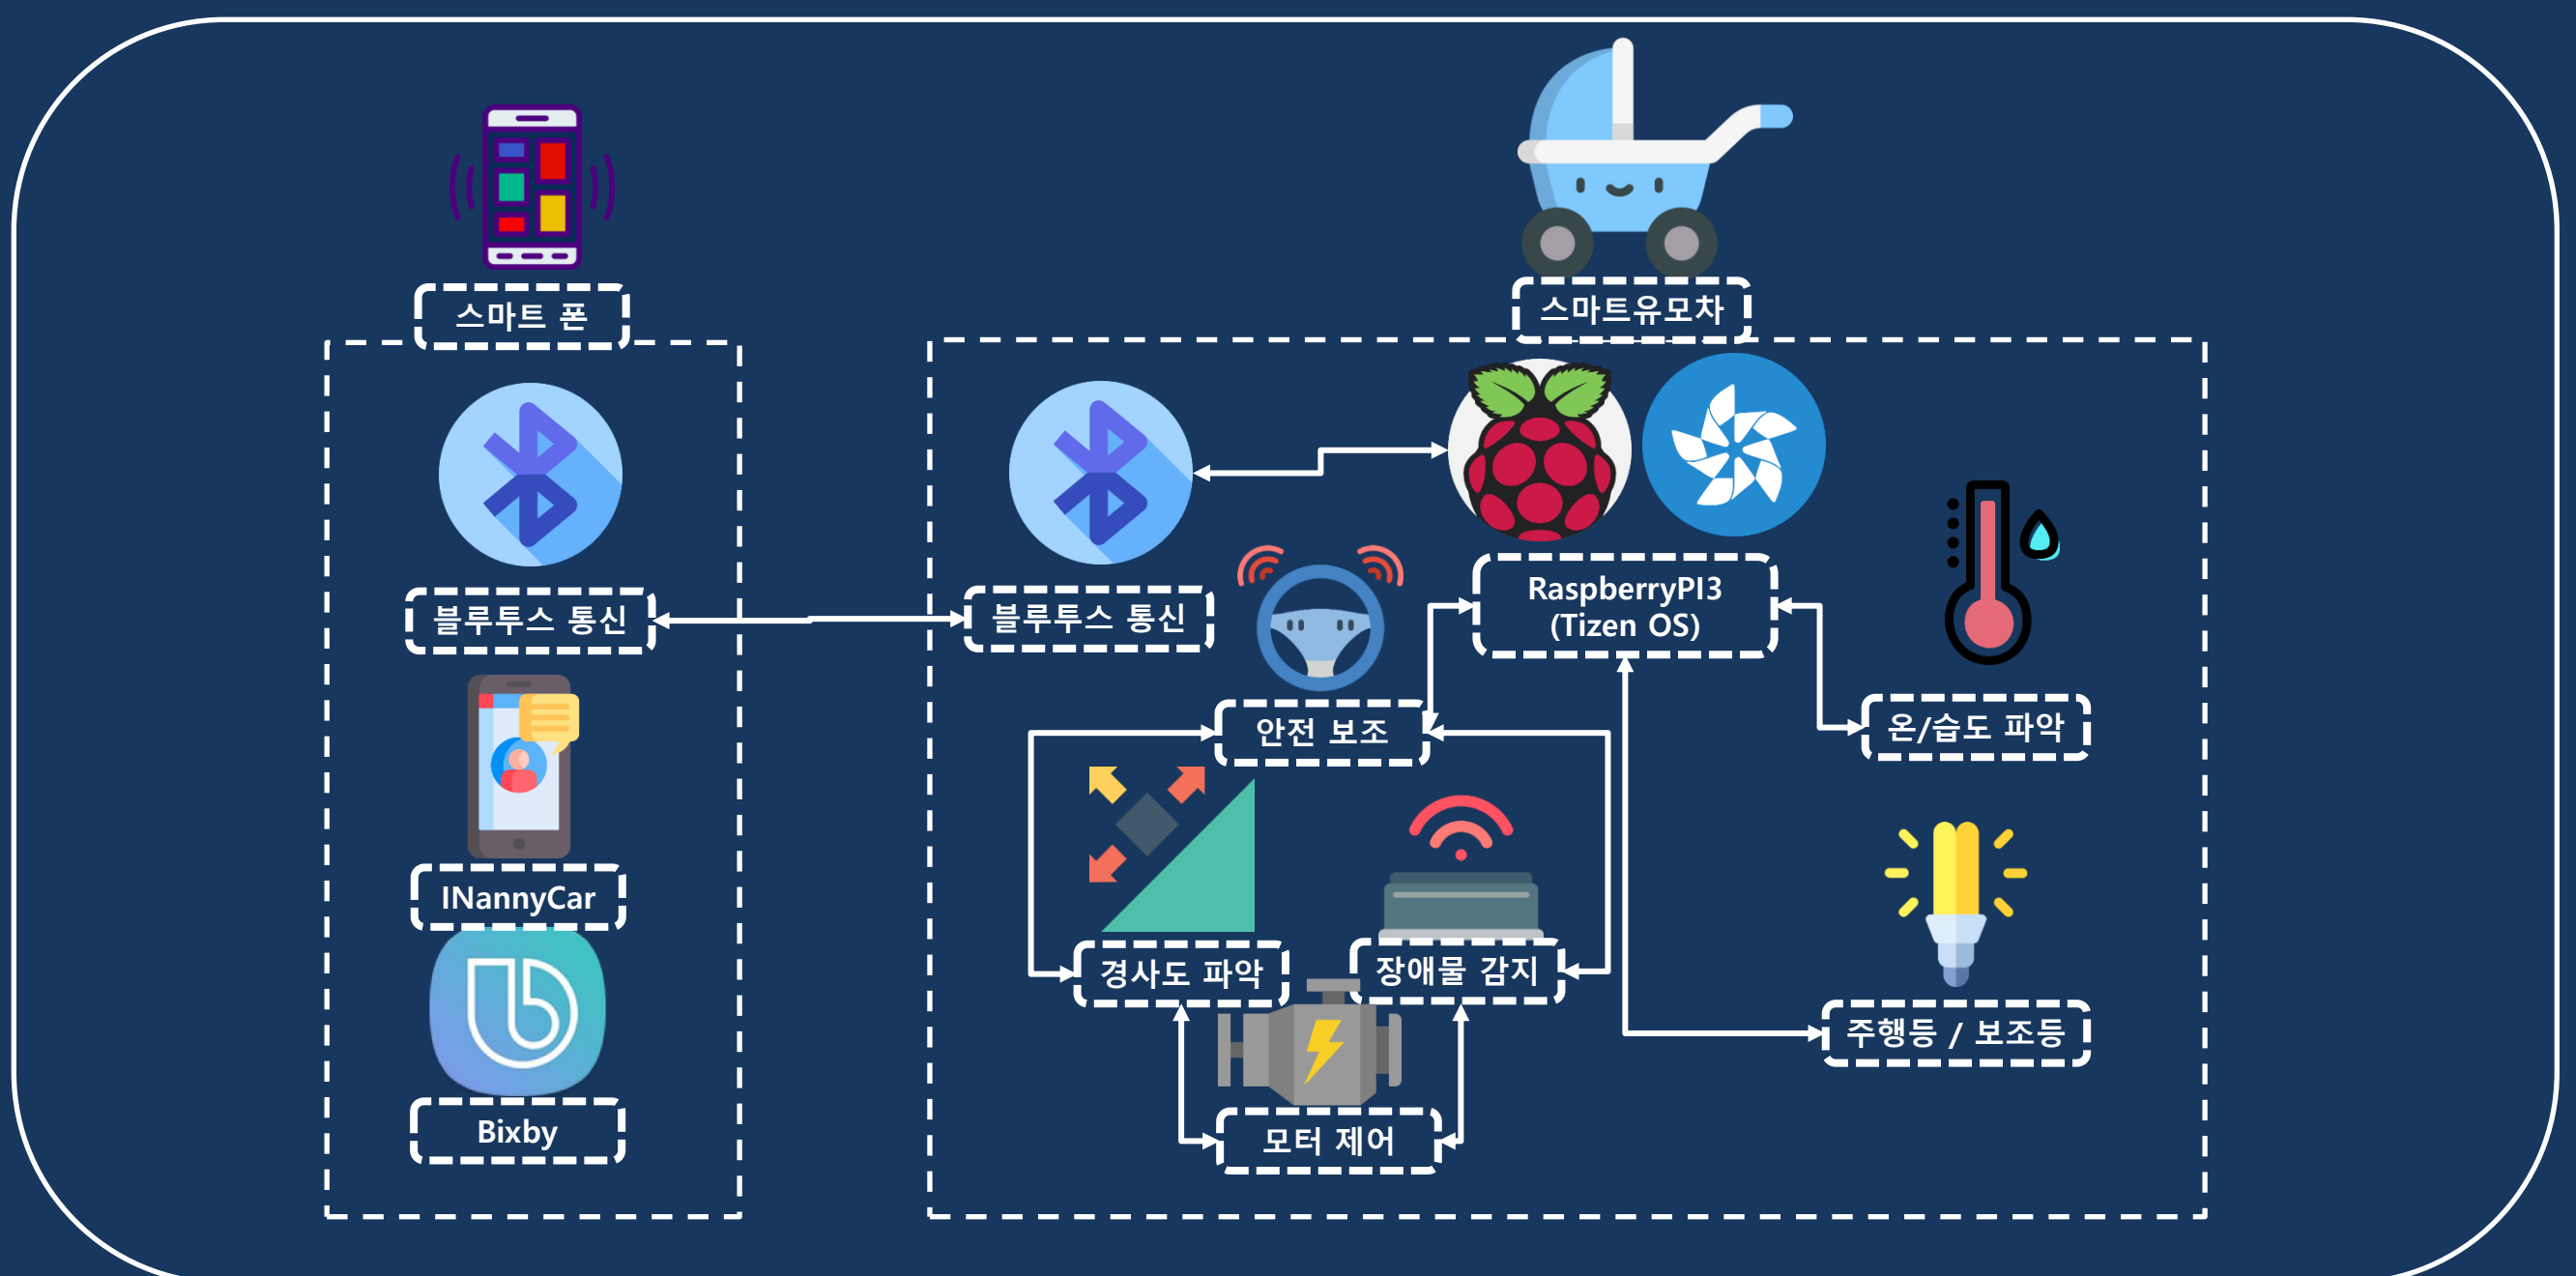 스마트 폰
블루투스 통신
INannyCar
Bixby
스마트유모차
블루투스 통신
RaspberryPI3
(Tizen OS)
안전 보조
온/습도 파악
경사도 파악
장애물 감지
주행등 / 보조등
모터 제어